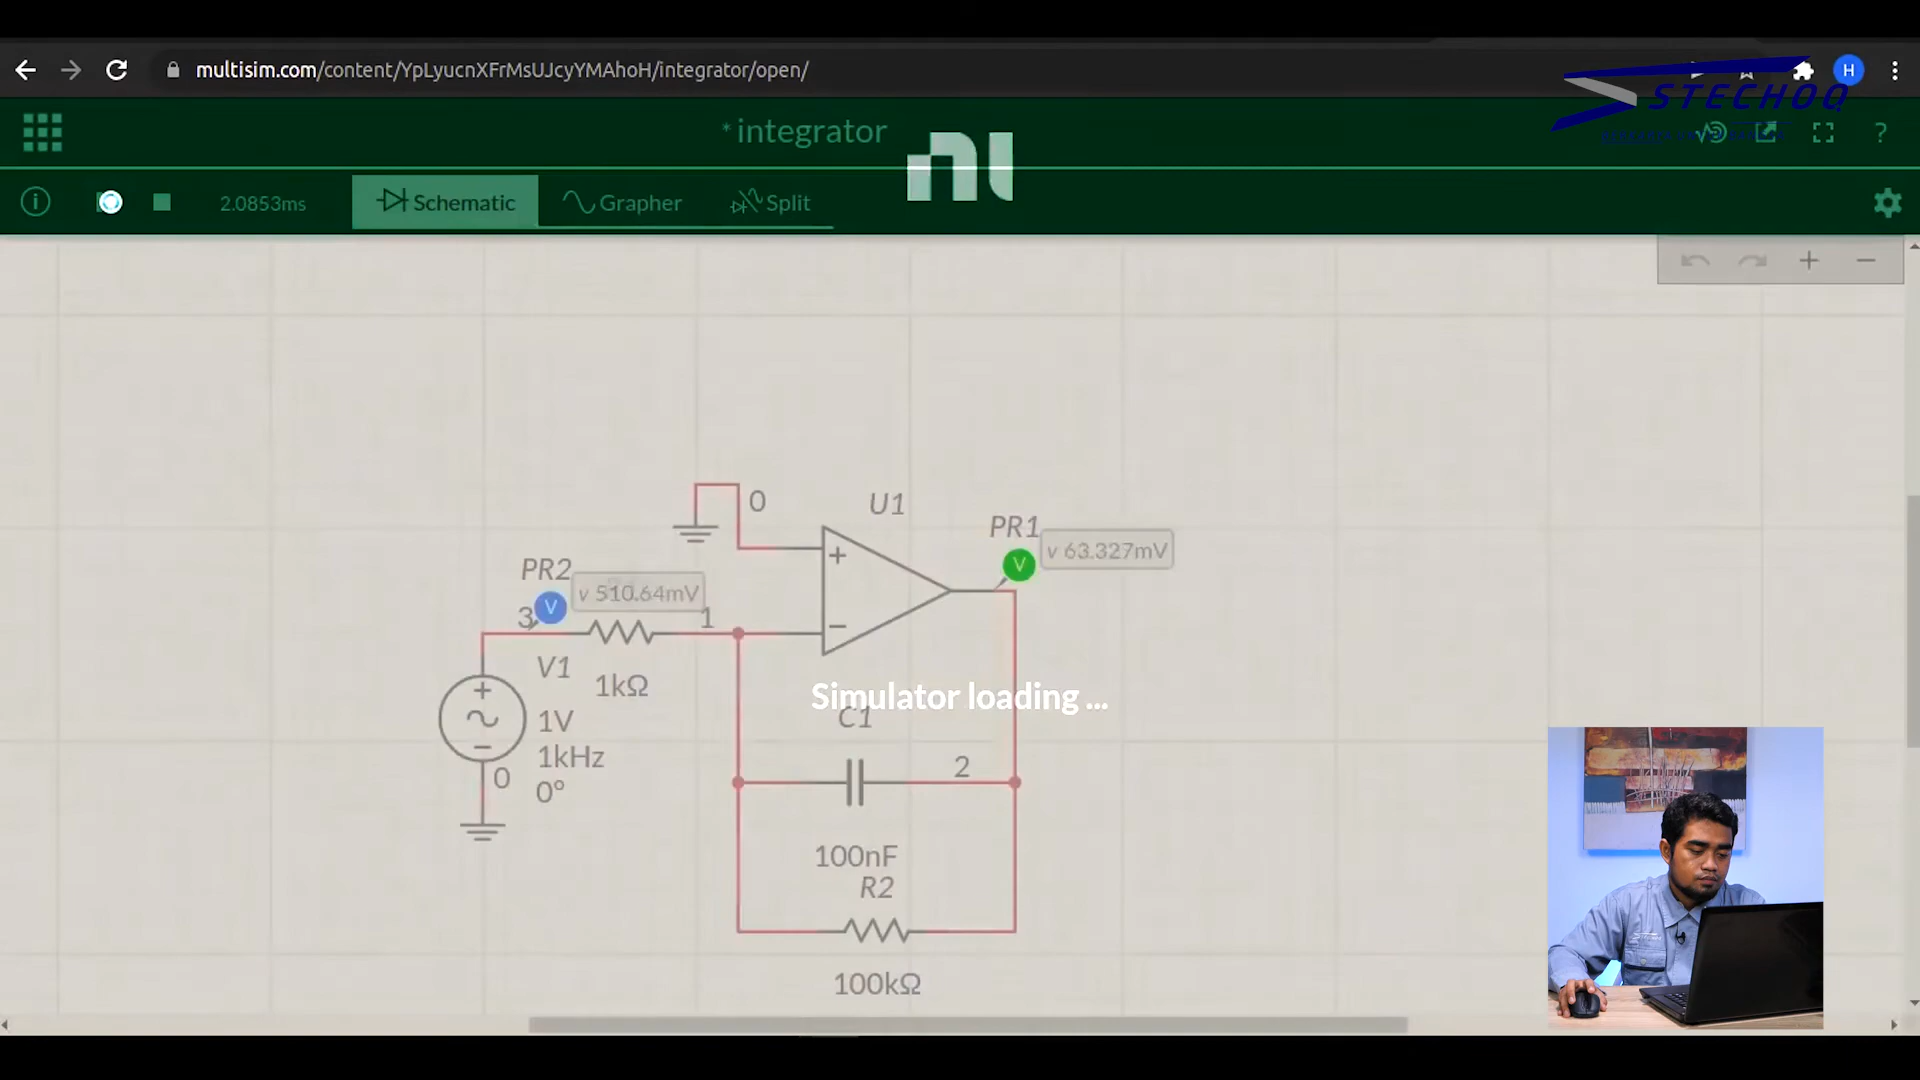 multisim.com/content/YpLyucnXFrMsUJcyYMAhoH/integrator/open/
H
STECHOQ
* integrator
?
2.0853ms
Schematic
Grapher
Split
0
U1
PR1
V
v 63.327mV
PR2
V
v 510.64mV
3
1
V1
1kΩ
1V
1kHz
0°
0
Simulator loading ...
C1
2
100nF
R2
100kΩ